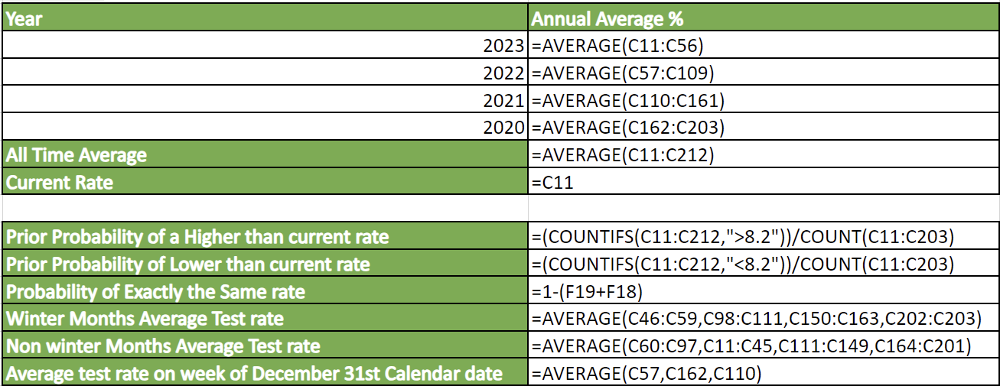 Year Annual Average %
2023 =AVERAGE(C11:C56)
2022 =AVERAGE(C57:C109)
2021 =AVERAGE(C110:C161)
2020 =AVERAGE(C162:C203)
All Time Average =AVERAGE(C11:C212)
Current Rate =C11
Prior Probability of a Higher than current rate =(COUNTIFS(C11:C212,">8.2"))/COUNT(C11:C203)
Prior Probability of Lower than current rate =(COUNTIFS(C11:C212,"<8.2"))/COUNT(C11:C203)
Probability of Exactly the Same rate =1-(F19+F18)
Winter Months Average Test rate =AVERAGE(C46:C59,C98:C111,C150:C163,C202:C203)
Non winter Months Average Test rate =AVERAGE(C60:C97,C11:C45,C111:C149,C164:C201)
Average test rate on week of December 31st Calendar date =AVERAGE(C57,C162,C110)